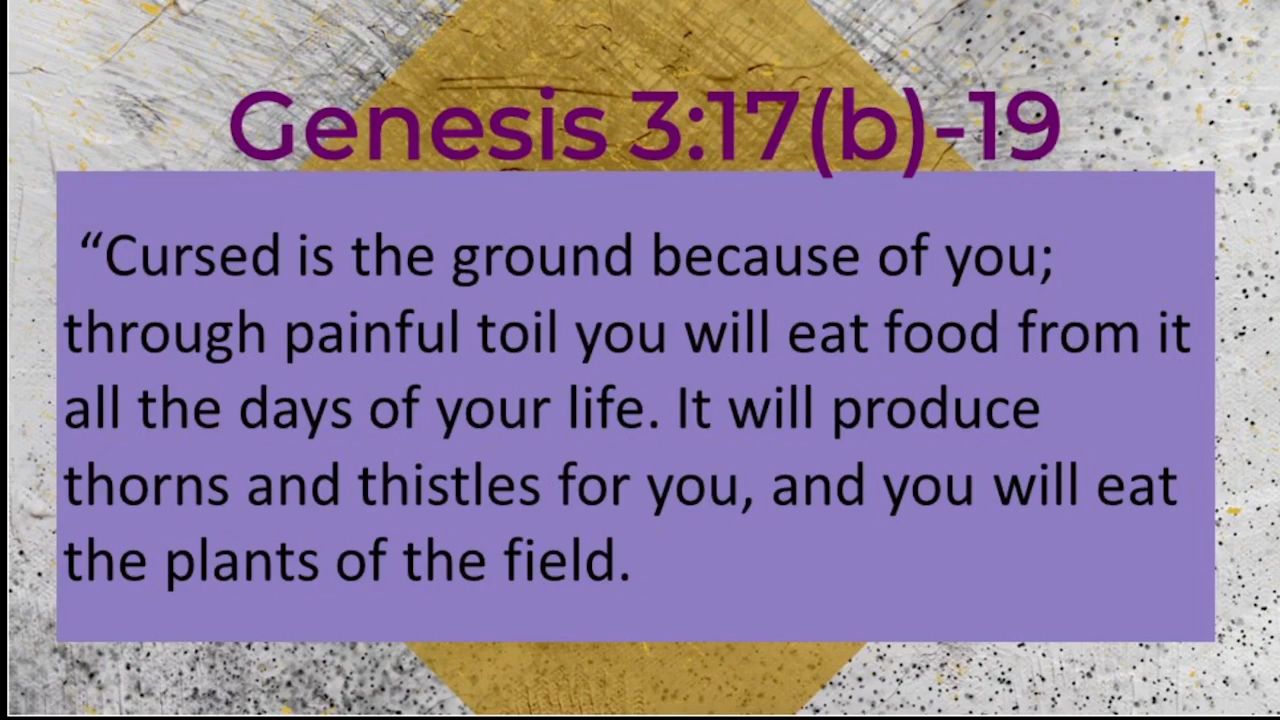 Genesis 3:17(b)-19
“Cursed is the ground because of you;
through painful toil you will eat food from it
all the days of your life. It will produce
thorns and thistles for you, and you will eat
the plants of the field.